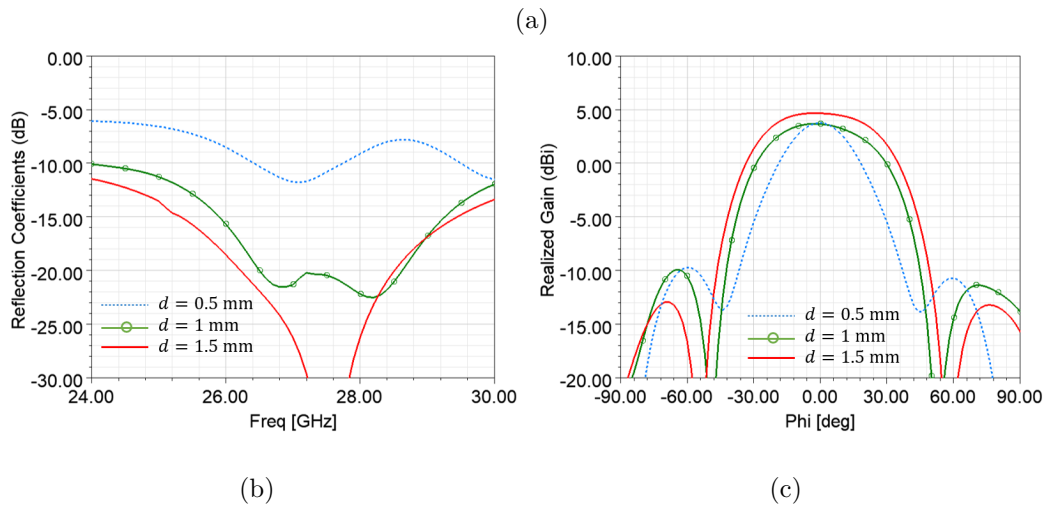 (a)
0.00
-5.00
-10.00
-15.00
-20.00
-25.00
-30.00
Reflection Coefficients (dB)
d = 0.5 mm
d = 1 mm
d = 1.5 mm
24.00 26.00 28.00 30.00
Freq [GHz]
10.00
5.00
0.00
-5.00
-10.00
-15.00
-20.00
Realized Gain (dBi)
d = 0.5 mm
d = 1 mm
d = 1.5 mm
-90.00 -60.00 -30.00 0.00 30.00 60.00 90.00
Phi [deg]
(b)
(c)